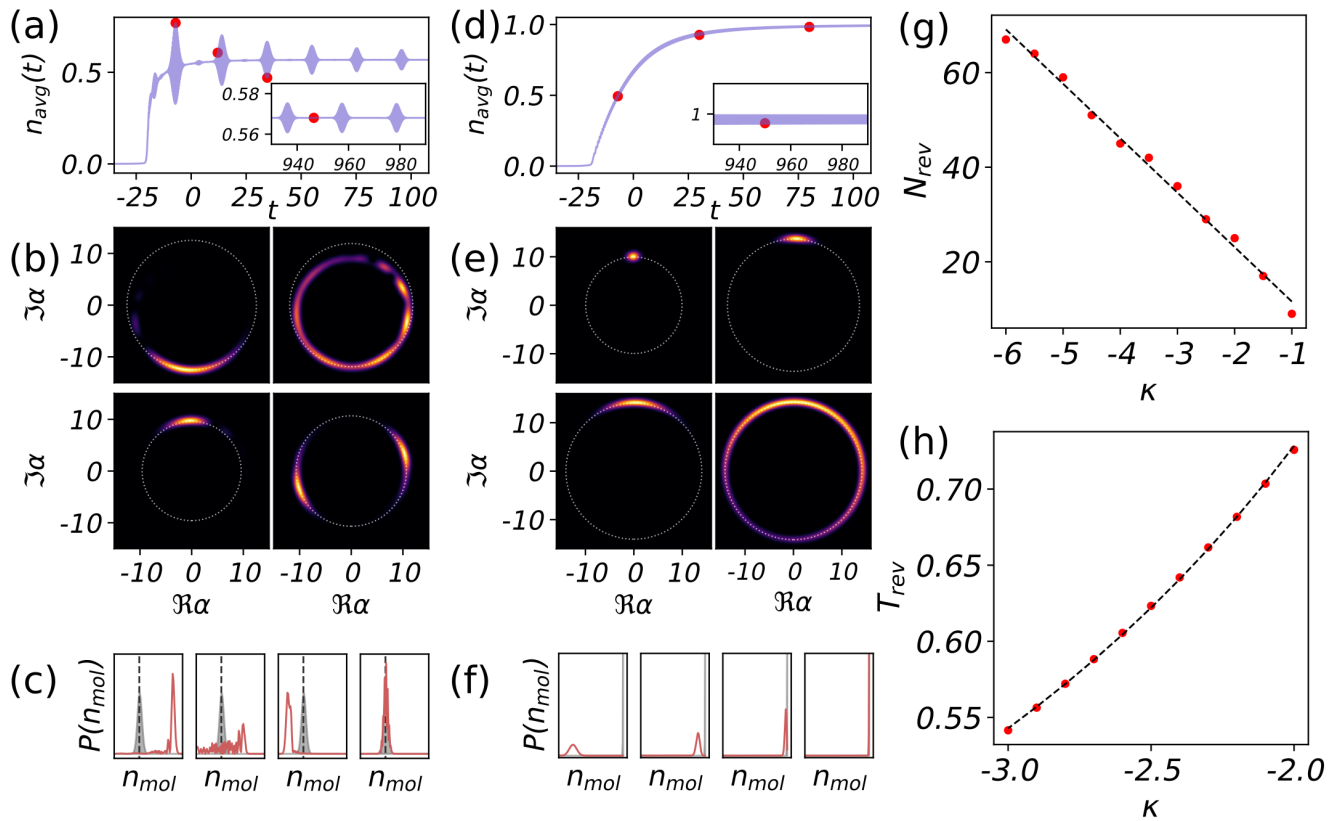 (a)
n_avg(t)
0.5
0.0
-25 0 25 50 75 100
t
0.58
0.56
940 960 980
(b)
ℑα
10
0
-10
ℑα
10
0
-10
-10 0 10
-10 0 10
ℜα
ℜα
(c)
P(n_mol)
n_mol n_mol n_mol n_mol
(d)
n_avg(t)
1.0
0.5
0.0
-25 0 25 50 75 100
t
1
940 960 980
(e)
ℑα
10
0
-10
ℑα
10
0
-10
-10 0 10
-10 0 10
ℜα
ℜα
(f)
P(n_mol)
n_mol n_mol n_mol n_mol
(g)
N_rev
60
40
20
-6 -5 -4 -3 -2 -1
κ
(h)
T_rev
0.70
0.65
0.60
0.55
-3.0 -2.5 -2.0
κ